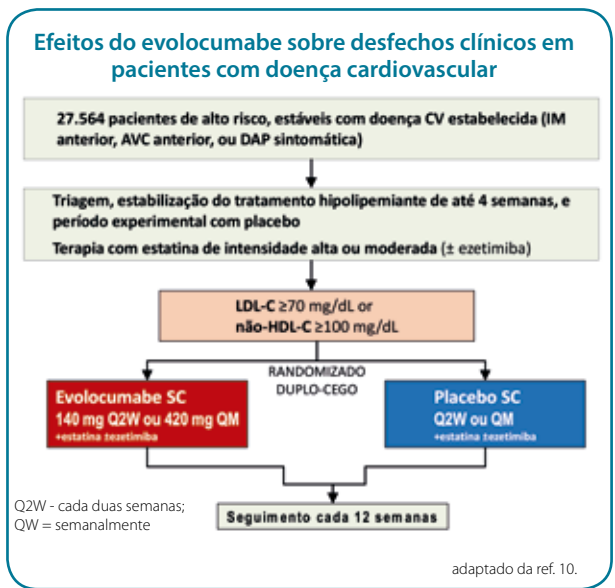 Efeitos do evolocumabe sobre desfechos clínicos em
pacientes com doença cardiovascular
27.564 pacientes de alto risco, estáveis com doença CV estabelecida (IM
anterior, AVC anterior, ou DAP sintomática)
Triagem, estabilização do tratamento hipolipemiante de até 4 semanas, e
período experimental com placebo
Terapia com estatina de intensidade alta ou moderada (± ezetimiba)
LDL-C ≥70 mg/dL or
não-HDL-C ≥100 mg/dL
RANDOMIZADO
DUPLO-CEGO
Evolocumabe SC
140 mg Q2W ou 420 mg QM
+estatina ±ezetimiba
Placebo SC
Q2W ou QM
+estatina ±ezetimiba
Q2W - cada duas semanas;
QW = semanalmente
Seguimento cada 12 semanas
adaptado da ref. 10.